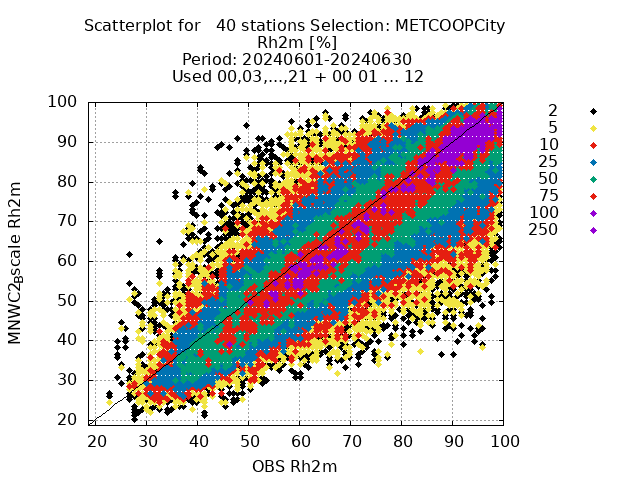 Scatterplot for   40 stations Selection: METCOOPCity
Rh2m [%]
Period: 20240601-20240630
Used 00,03,...,21 + 00 01 ... 12
100
90
80
70
60
50
40
30
20
20 30 40 50 60 70 80 90 100
OBS Rh2m
MNWC2pscale Rh2m
2
5
10
25
50
75
100
250